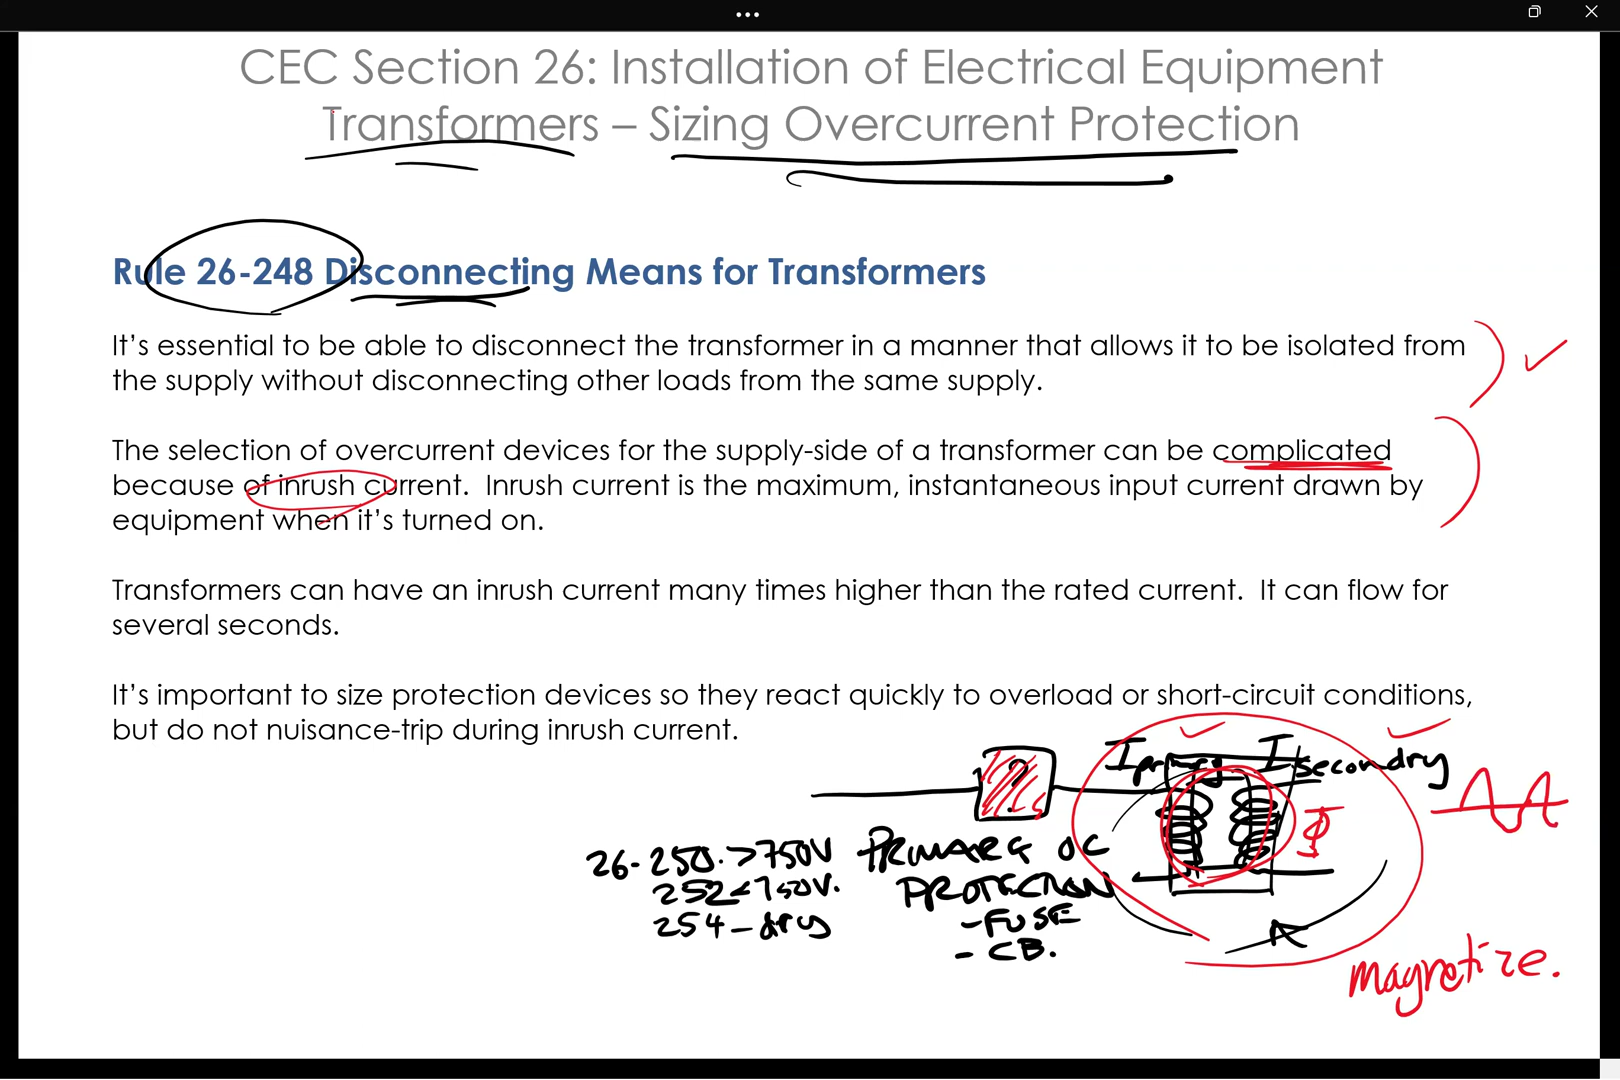 CEC Section 26: Installation of Electrical Equipment
Transformers – Sizing Overcurrent Protection
Rule 26-248 Disconnecting Means for Transformers
It’s essential to be able to disconnect the transformer in a manner that allows it to be isolated from
the supply without disconnecting other loads from the same supply.
The selection of overcurrent devices for the supply-side of a transformer can be complicated
because of inrush current.  Inrush current is the maximum, instantaneous input current drawn by
equipment when it’s turned on.
Transformers can have an inrush current many times higher than the rated current.  It can flow for
several seconds.
It’s important to size protection devices so they react quickly to overload or short-circuit conditions,
but do not nuisance-trip during inrush current.
I primary I secondry
?
Φ
26-250 >750V PRIMARY OC
252 <750V. PROTECTION
254 - dry - FUSE
- CB.
magnetize.